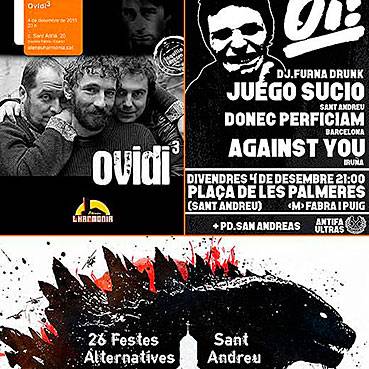 Ovidi³
4 de desembre de 2015
c. Sant Adrià, 20
ateneuharmonia.cat
Ovidi³
L'HARMONIA
OI!
DJ.FURNA DRUNK
JUEGO SUCIO
SANT ANDREU
DONEC PERFICIAM
BARCELONA
AGAINST YOU
IRUÑA
DIVENDRES 4 DE DESEMBRE 21:00
PLAÇA DE LES PALMERES
(SANT ANDREU) <M> FABRA I PUIG
+ PD.SAN ANDREAS
ANTIFA
ULTRAS
26 Festes Sant
Alternatives Andreu